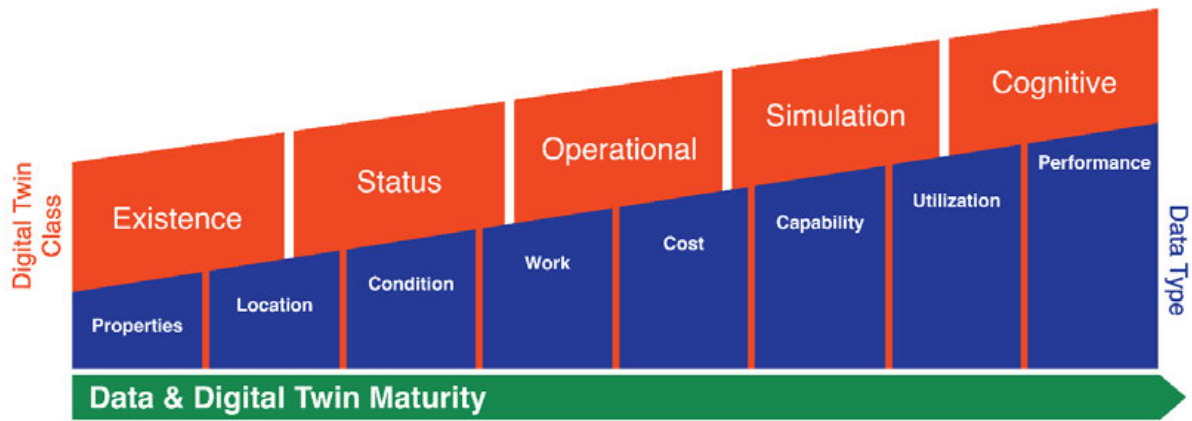 Digital Twin
Class
Existence
Status
Operational
Simulation
Cognitive
Properties
Location
Condition
Work
Cost
Capability
Utilization
Performance
Data Type
Data & Digital Twin Maturity